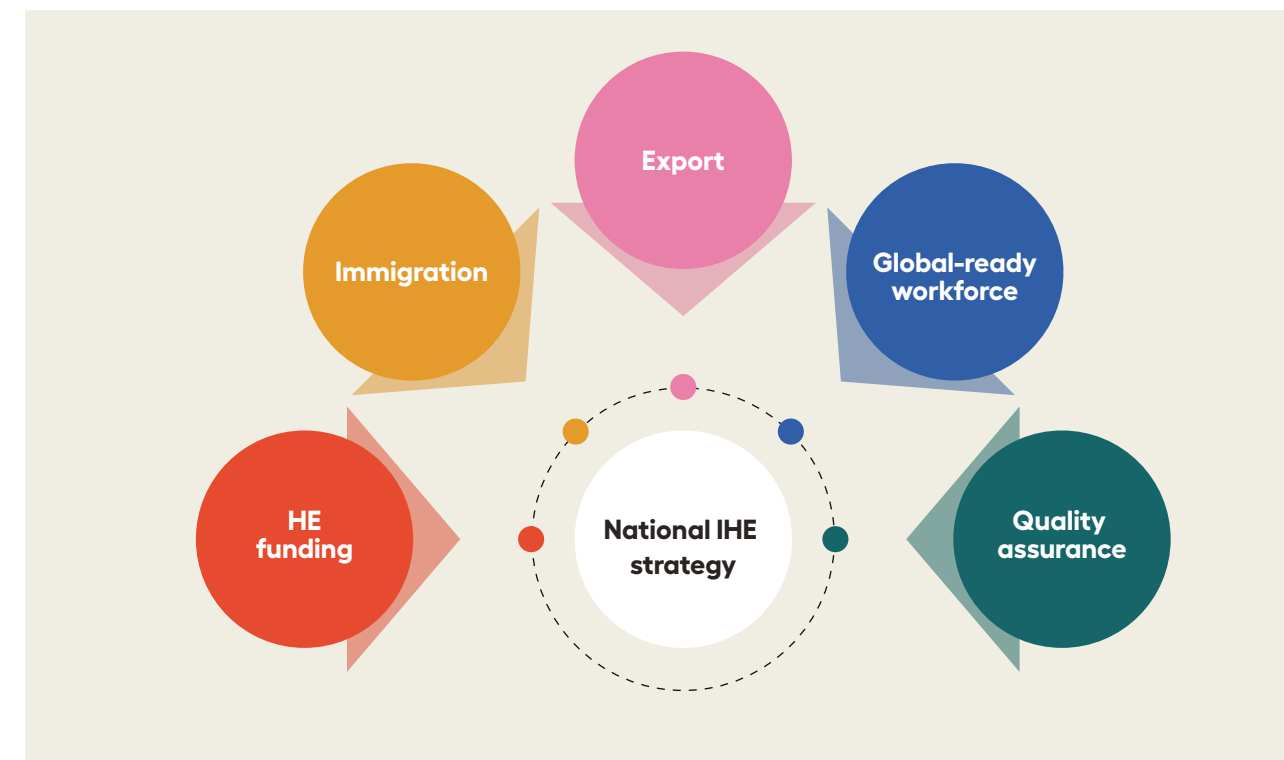 Export
Immigration
Global-ready
workforce
HE
funding
National IHE
strategy
Quality
assurance